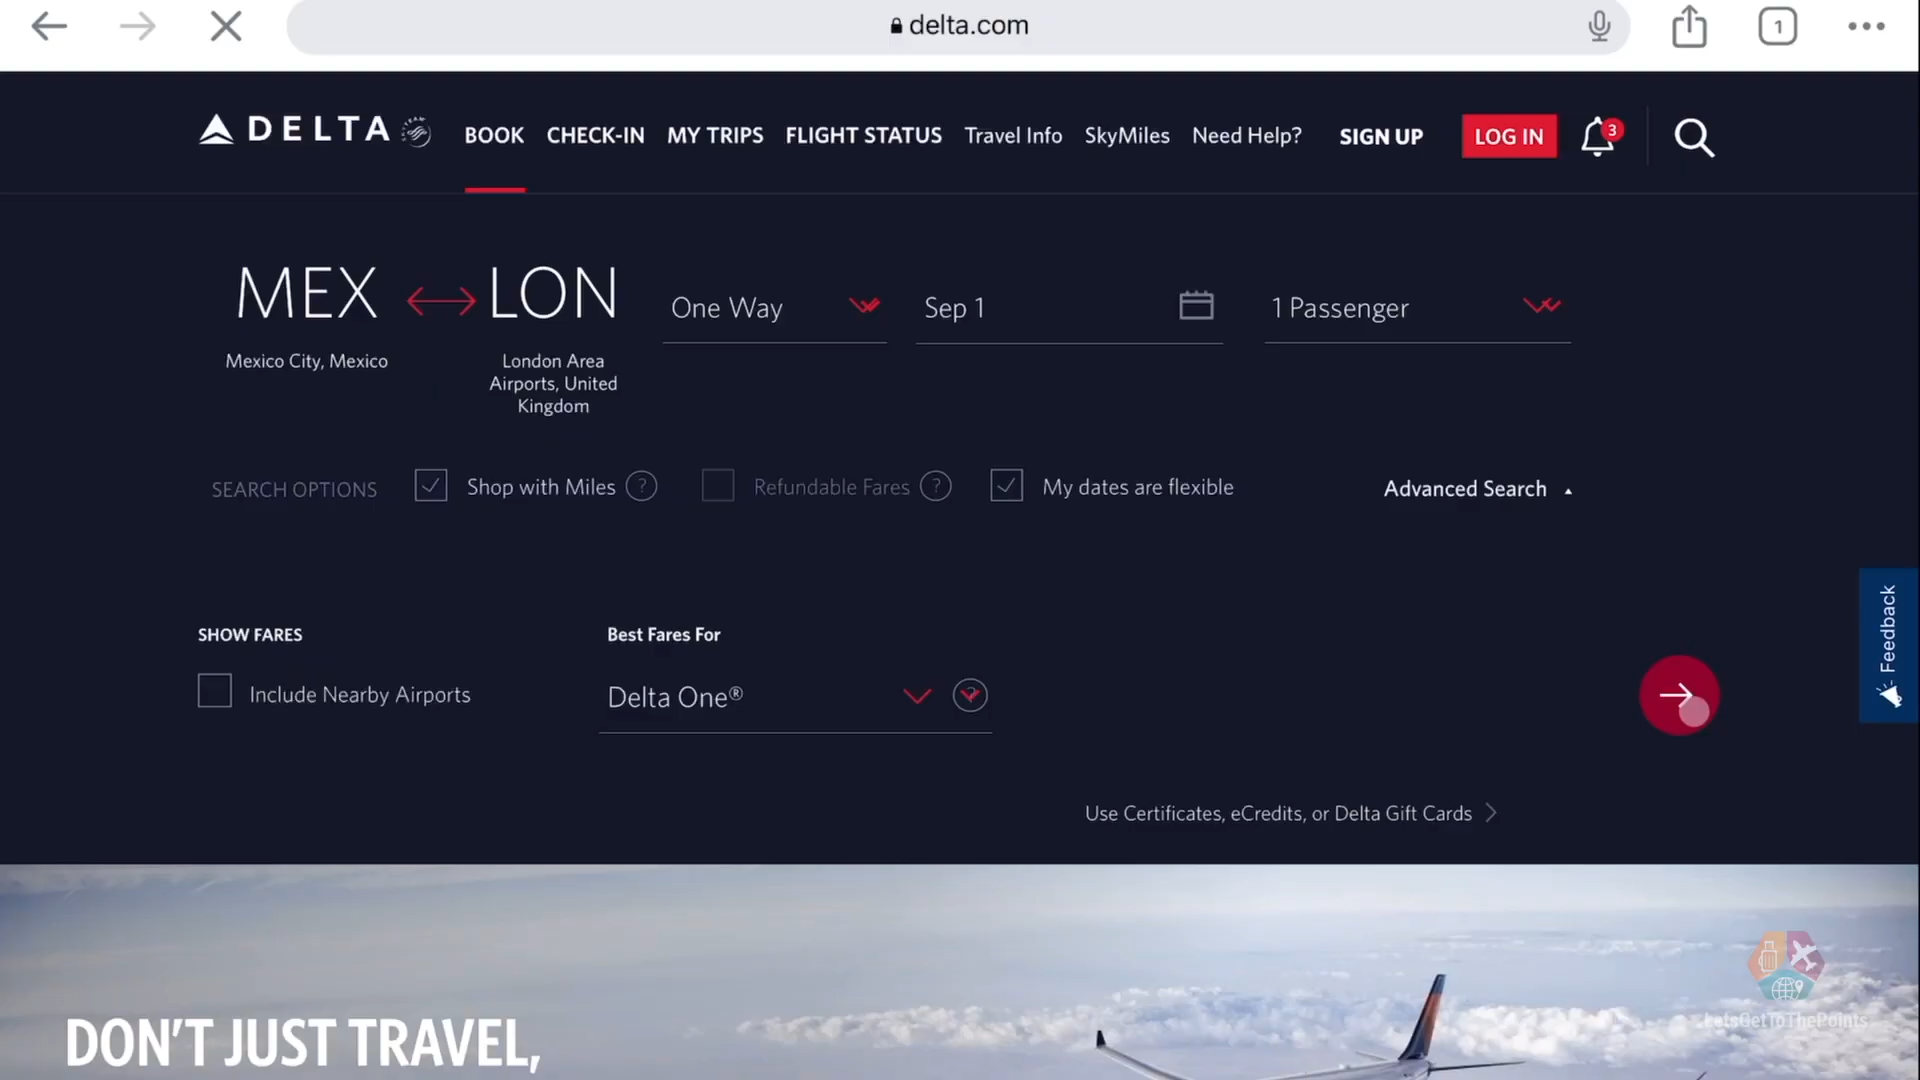 delta.com
1
DELTA
BOOK CHECK-IN MY TRIPS FLIGHT STATUS Travel Info SkyMiles Need Help? SIGN UP LOG IN 3
MEX LON
One Way
Sep 1
1 Passenger
Mexico City, Mexico
London Area
Airports, United
Kingdom
SEARCH OPTIONS Shop with Miles ? Refundable Fares ? My dates are flexible
Advanced Search
Feedback
SHOW FARES
Best Fares For
Include Nearby Airports
Delta One®
Use Certificates, eCredits, or Delta Gift Cards
DON'T JUST TRAVEL,
LetsGetToThePoints